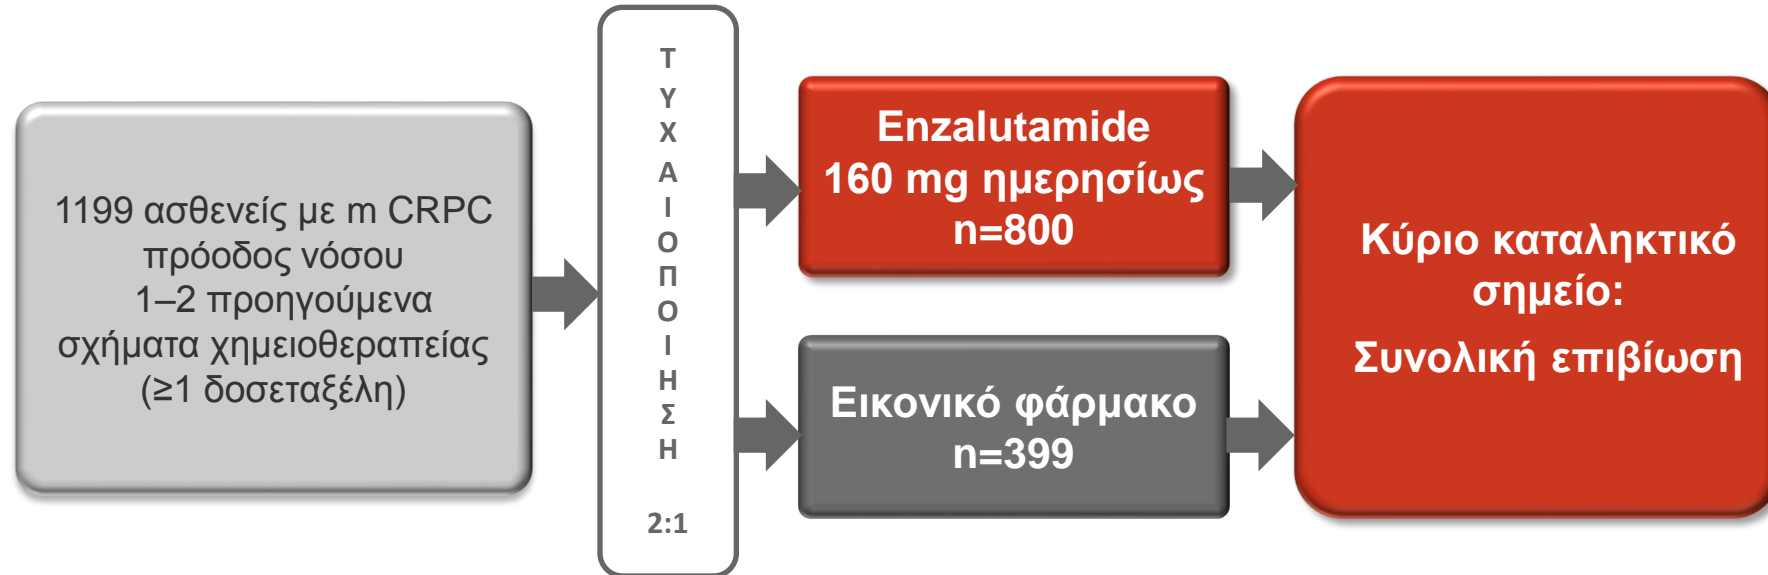 1199 ασθενείς με m CRPC
πρόοδος νόσου
1–2 προηγούμενα
σχήματα χημειοθεραπείας
(≥1 δοσεταξέλη)
Τ
Υ
Χ
Α
Ι
Ο
Π
Ο
Ι
Η
Σ
Η
2:1
Enzalutamide
160 mg ημερησίως
n=800
Εικονικό φάρμακο
n=399
Κύριο καταληκτικό
σημείο:
Συνολική επιβίωση